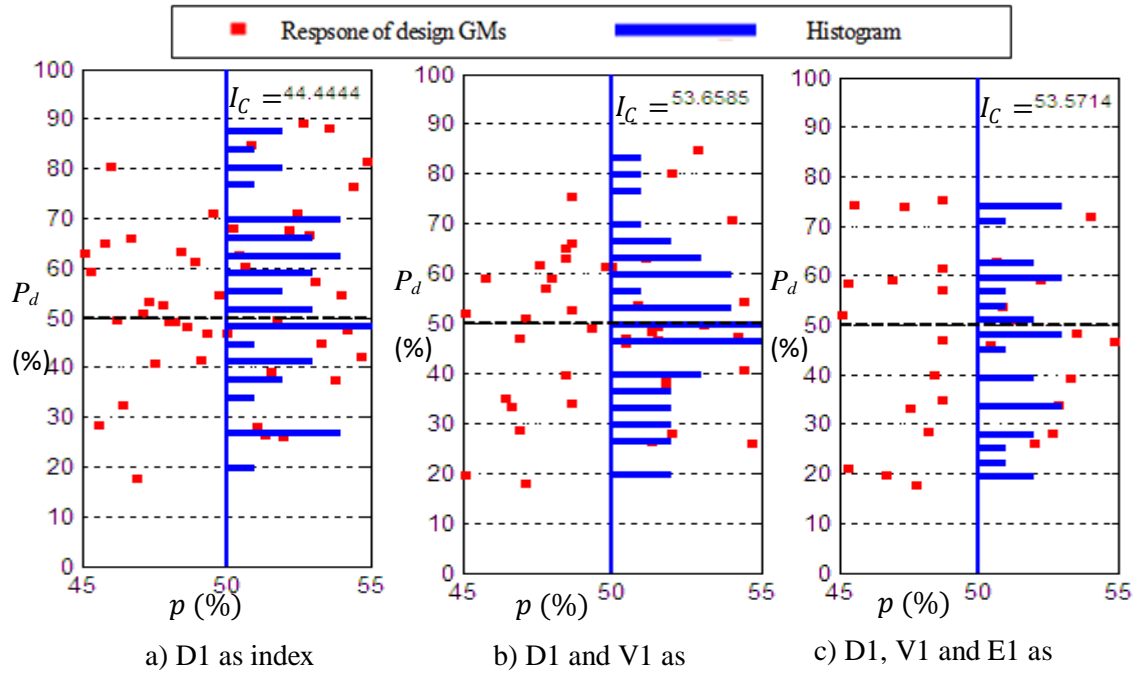 Respsone of design GMs Histogram
100
90
80
70
60
50
40
30
20
10
0
P_d
(%)
I_C = 44.4444
45 50 55
p (%)
a) D1 as index
100
90
80
70
60
50
40
30
20
10
0
P_d
(%)
I_C = 53.6585
45 50 55
p (%)
b) D1 and V1 as
100
90
80
70
60
50
40
30
20
10
0
P_d
(%)
I_C = 53.5714
45 50 55
p (%)
c) D1, V1 and E1 as